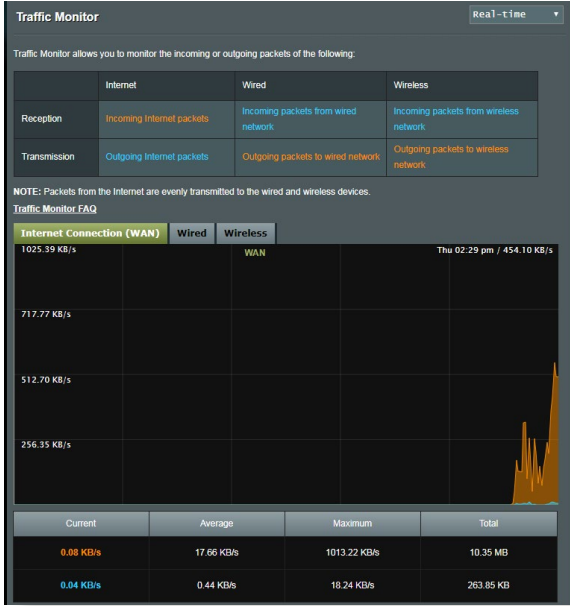 Traffic Monitor
Real-time
Traffic Monitor allows you to monitor the incoming or outgoing packets of the following:
Internet Wired Wireless
Reception Incoming Internet packets Incoming packets from wired network Incoming packets from wireless network
Transmission Outgoing Internet packets Outgoing packets to wired network Outgoing packets to wireless network
NOTE: Packets from the Internet are evenly transmitted to the wired and wireless devices.
Traffic Monitor FAQ
Internet Connection (WAN) Wired Wireless
1025.39 KB/s WAN Thu 02:29 pm / 454.10 KB/s
717.77 KB/s
512.70 KB/s
256.35 KB/s
Current Average Maximum Total
0.08 KB/s 17.66 KB/s 1013.22 KB/s 10.35 MB
0.04 KB/s 0.44 KB/s 18.24 KB/s 263.85 KB